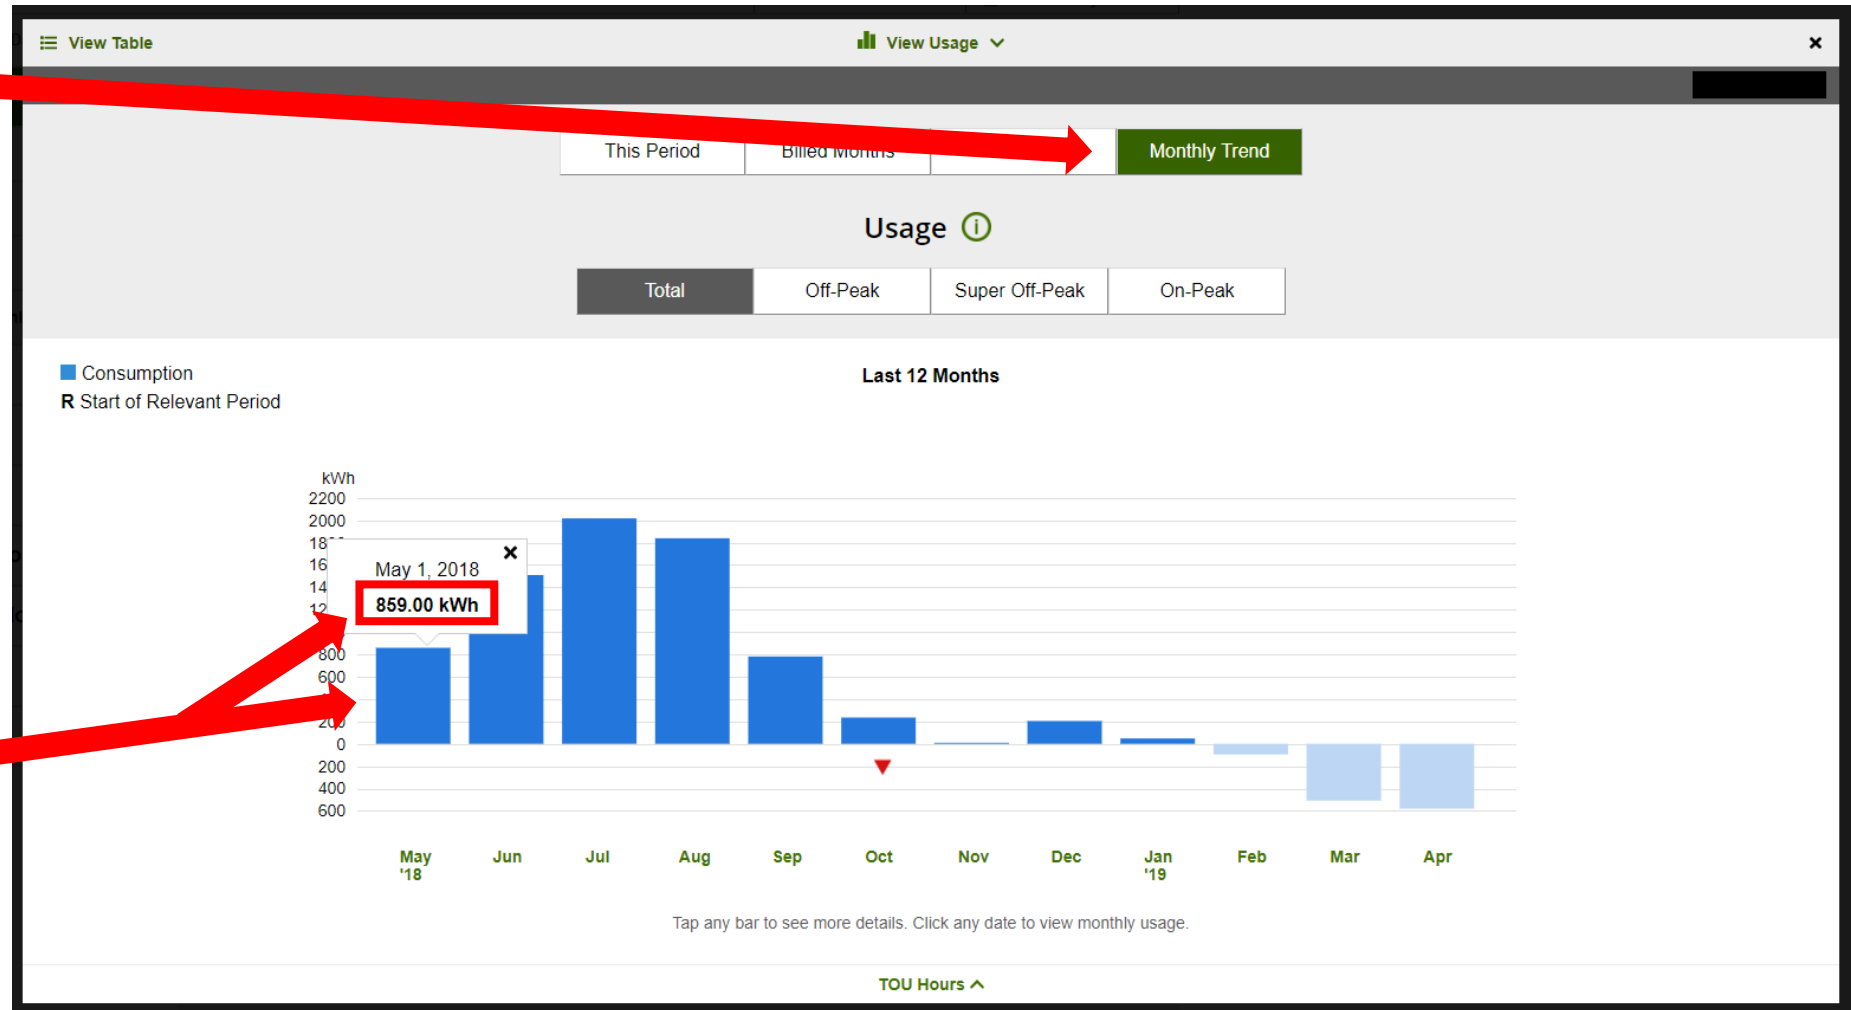 View Table
View Usage
This Period
Billed Months
Monthly Trend
Usage
Total
Off-Peak
Super Off-Peak
On-Peak
Consumption
R Start of Relevant Period
Last 12 Months
kWh
2200
2000
May 1, 2018
859.00 kWh
800
600
200
0
200
400
600
May '18
Jun
Jul
Aug
Sep
Oct
Nov
Dec
Jan '19
Feb
Mar
Apr
Tap any bar to see more details. Click any date to view monthly usage.
TOU Hours